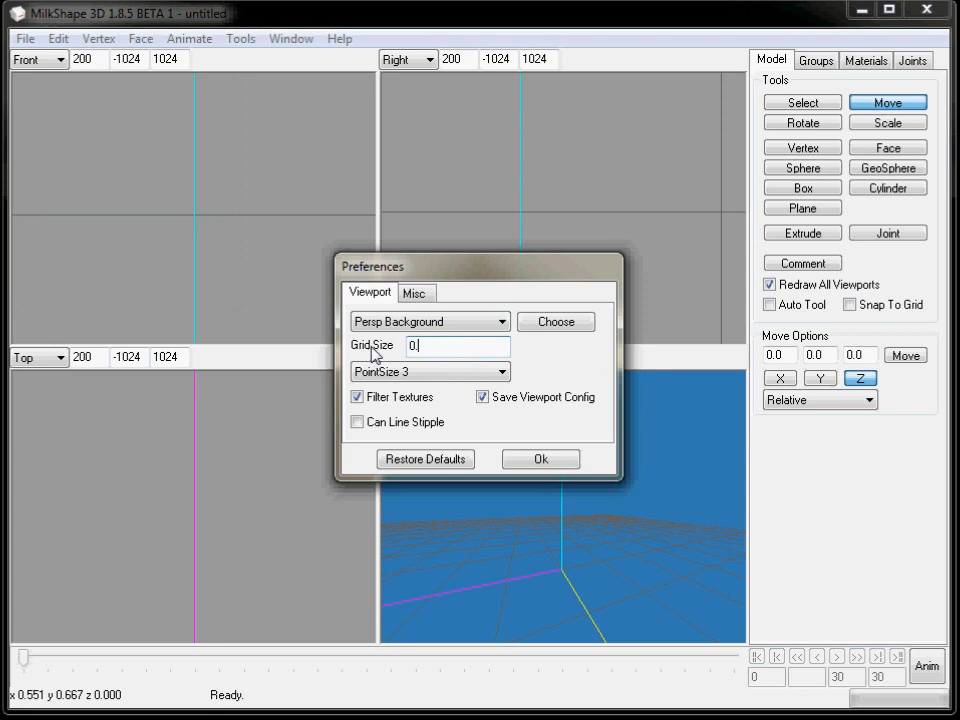 MilkShape 3D 1.8.5 BETA 1 - untitled
File Edit Vertex Face Animate Tools Window Help
Front 200 -1024 1024 Right 200 -1024 1024
Model Groups Materials Joints
Tools
Select Move
Rotate Scale
Vertex Face
Sphere GeoSphere
Box Cylinder
Plane
Extrude Joint
Comment
Redraw All Viewports
Auto Tool Snap To Grid
Move Options
0.0 0.0 0.0 Move
X Y Z
Relative
Preferences
Viewport Misc
Persp Background Choose
Grid Size 0.
PointSize 3
Filter Textures Save Viewport Config
Can Line Stipple
Restore Defaults Ok
Top 200 -1024 1024
Anim
0 30 30
x 0.551 y 0.667 z 0.000 Ready.